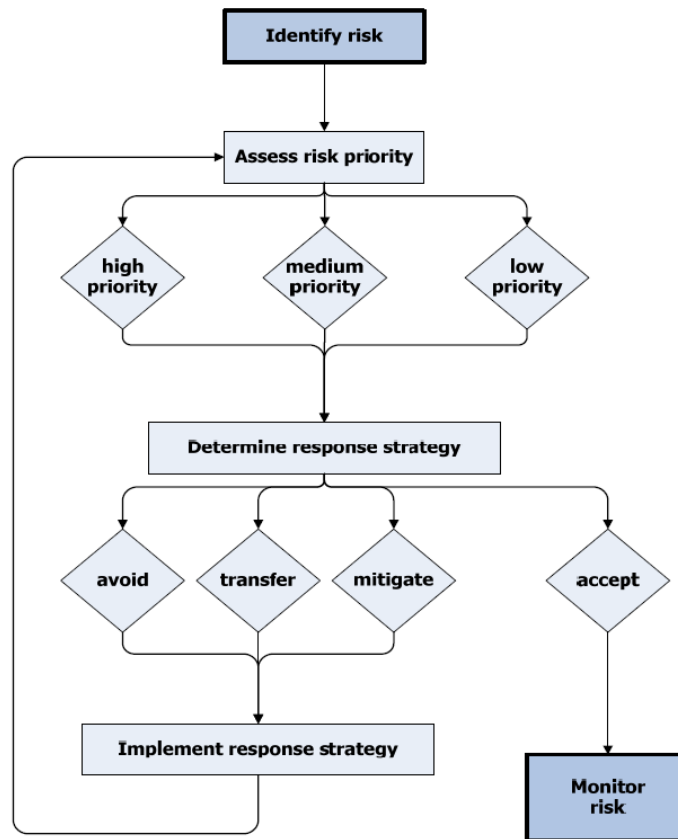 Identify risk
Assess risk priority
high
priority
medium
priority
low
priority
Determine response strategy
avoid
transfer
mitigate
accept
Implement response strategy
Monitor
risk